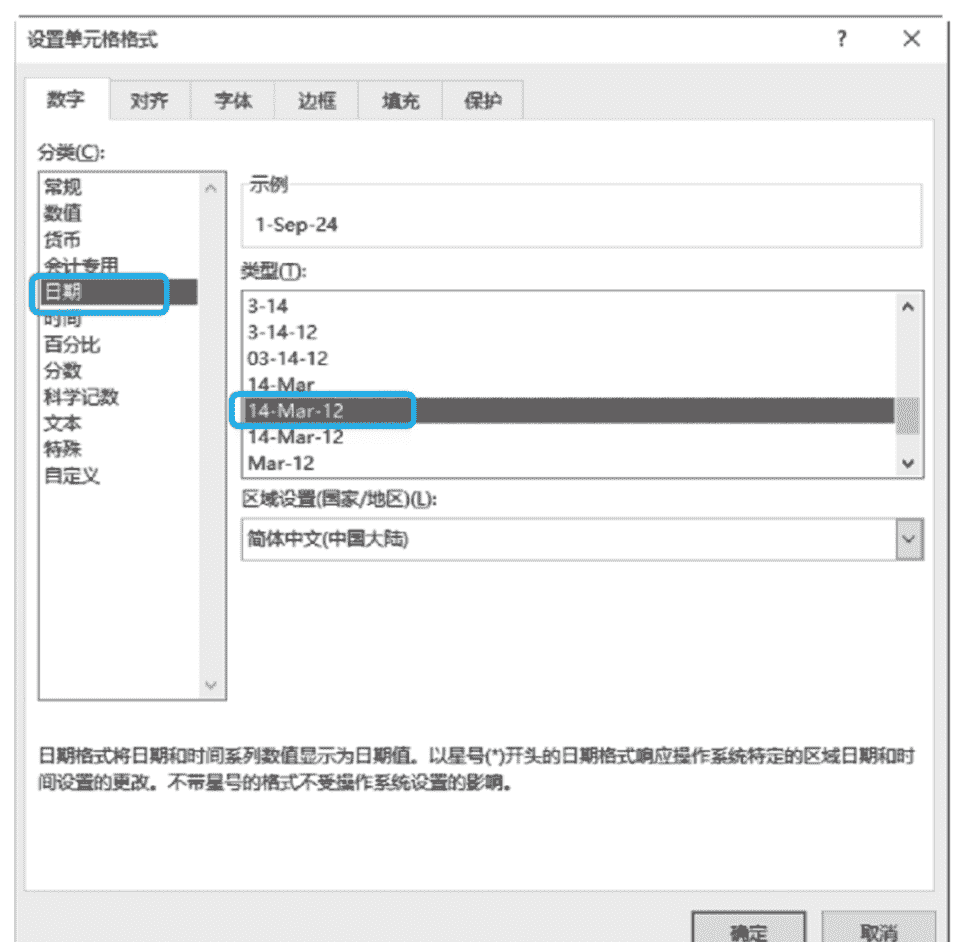 设置单元格格式 ? ×
数字 对齐 字体 边框 填充 保护
分类(C):
常规
数值
货币
会计专用
日期
时间
百分比
分数
科学记数
文本
特殊
自定义
示例
1-Sep-24
类型(T):
3-14
3-14-12
03-14-12
14-Mar
14-Mar-12
14-Mar-12
Mar-12
区域设置(国家/地区)(L):
简体中文(中国大陆)
日期格式将日期和时间系列数值显示为日期值。以星号(*)开头的日期格式响应操作系统特定的区域日期和时
间设置的更改。不带星号的格式不受操作系统设置的影响。
确定 取消